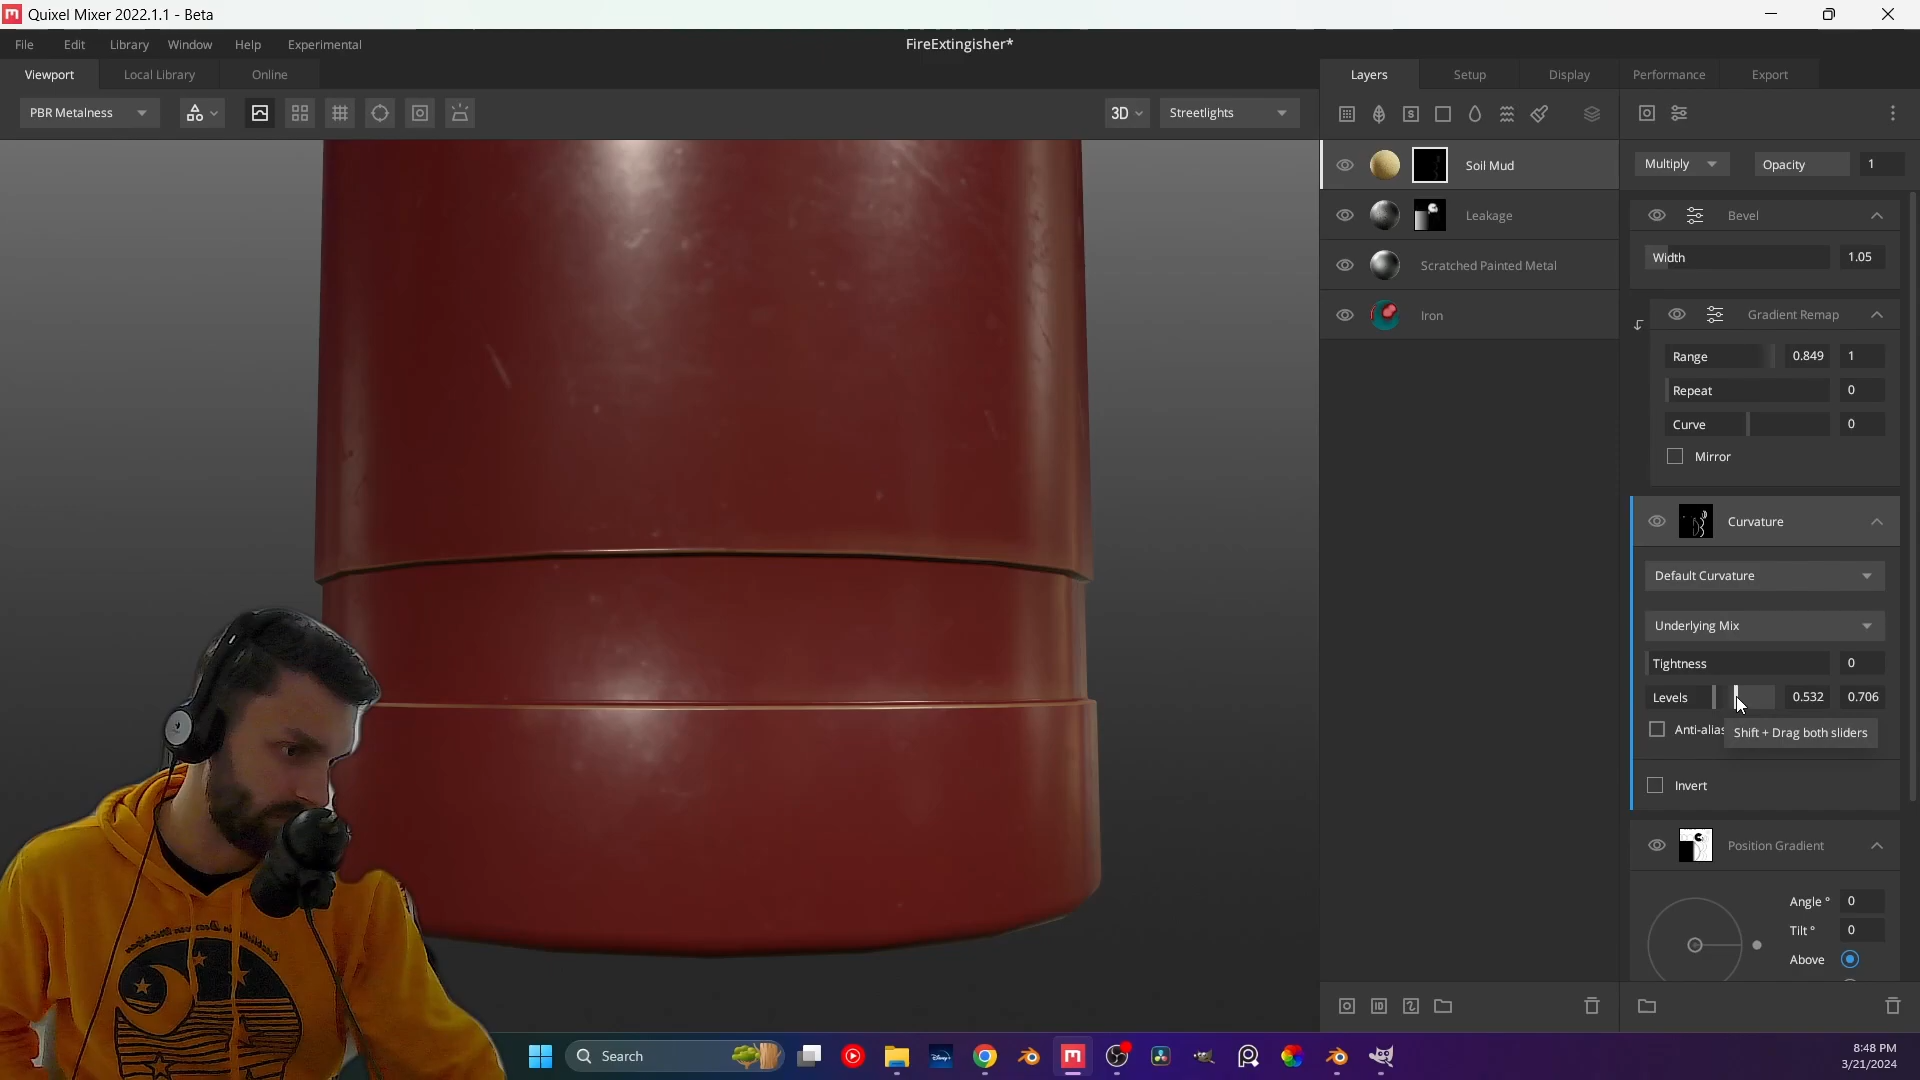 Quixel Mixer 2022.1.1 - Beta
File Edit Library Window Help Experimental
FireExtingisher*
Viewport Local Library Online
Layers Setup Display Performance Export
PBR Metalness
3D Streetlights
Soil Mud
Leakage
Scratched Painted Metal
Iron
Multiply Opacity 1
Bevel
Width 1.05
Gradient Remap
Range 0.849 1
Repeat 0
Curve 0
Mirror
Curvature
Default Curvature
Underlying Mix
Tightness 0
Levels 0.532 0.706
Anti-alias
Shift + Drag both sliders
Invert
Position Gradient
Angle ° 0
Tilt ° 0
Above
Search
Disney+
8:48 PM
3/21/2024